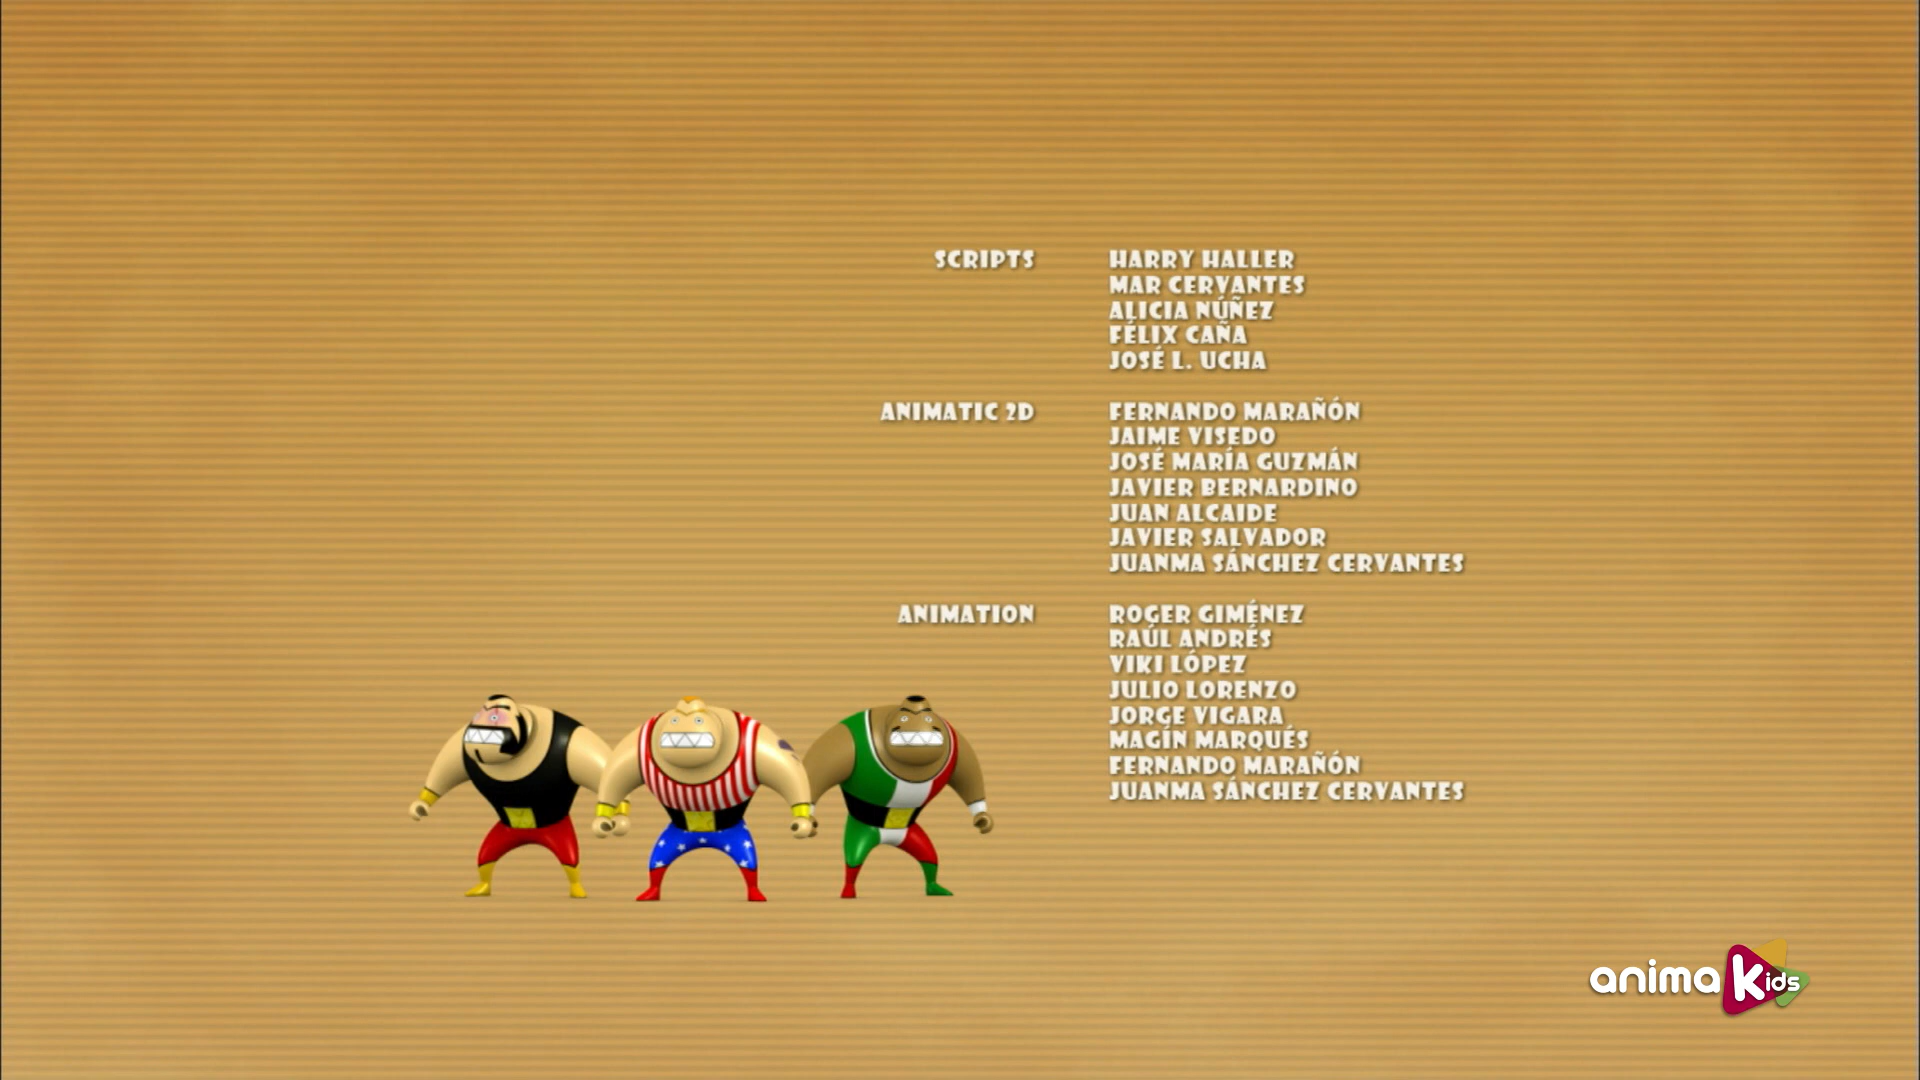 SCRIPTS HARRY HALLER
MAR CERVANTES
ALICIA NÚÑEZ
FÉLIX CAÑA
JOSÉ L. UCHA
ANIMATIC 2D FERNANDO MARAÑÓN
JAIME VISEDO
JOSÉ MARÍA GUZMÁN
JAVIER BERNARDINO
JUAN ALCAIDE
JAVIER SALVADOR
JUANMA SÁNCHEZ CERVANTES
ANIMATION ROGER GIMÉNEZ
RAÚL ANDRÉS
VIKI LÓPEZ
JULIO LORENZO
JORGE VIGARA
MAGÍN MARQUÉS
FERNANDO MARAÑÓN
JUANMA SÁNCHEZ CERVANTES
anima Kids